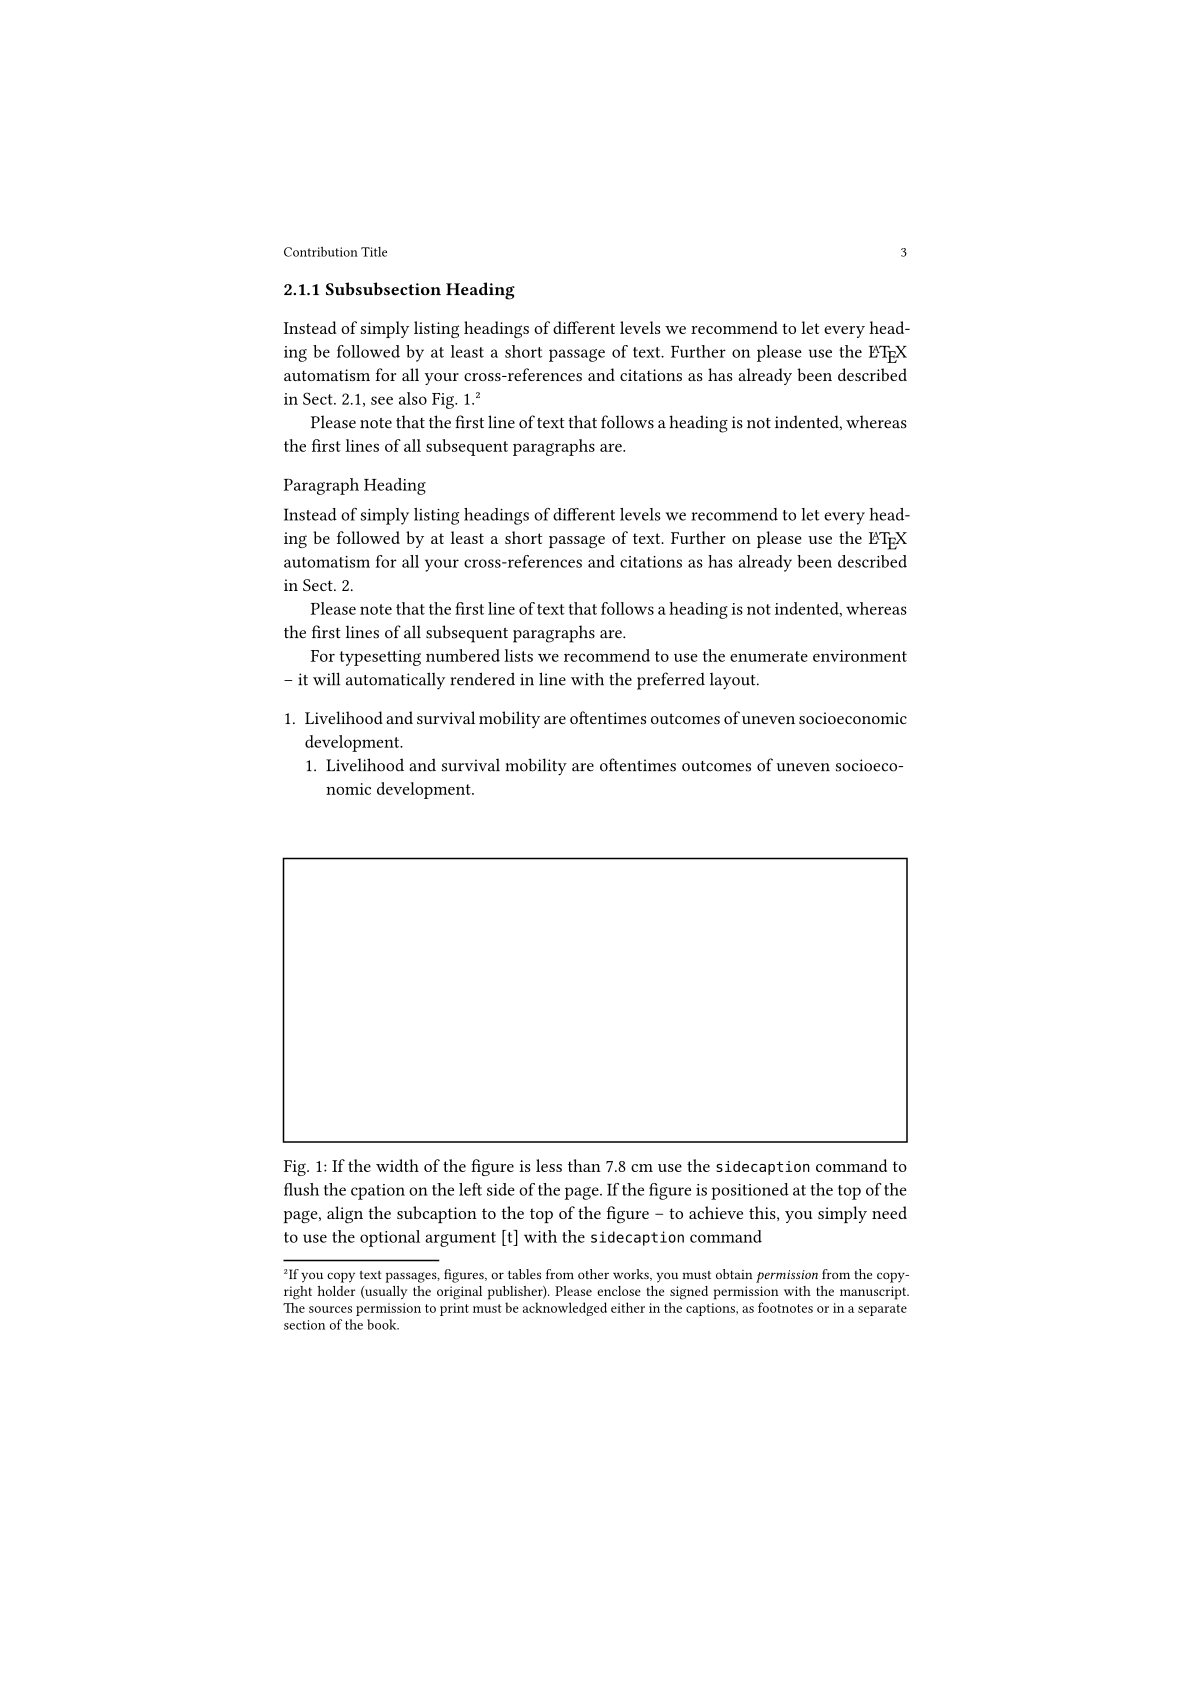 Contribution Title 3
2.1.1 Subsubsection Heading
Instead of simply listing headings of different levels we recommend to let every head-
ing be followed by at least a short passage of text. Further on please use the LATEX
automatism for all your cross-references and citations as has already been described
in Sect. 2.1, see also Fig. 1.²
Please note that the first line of text that follows a heading is not indented, whereas
the first lines of all subsequent paragraphs are.
Paragraph Heading
Instead of simply listing headings of different levels we recommend to let every head-
ing be followed by at least a short passage of text. Further on please use the LATEX
automatism for all your cross-references and citations as has already been described
in Sect. 2.
Please note that the first line of text that follows a heading is not indented, whereas
the first lines of all subsequent paragraphs are.
For typesetting numbered lists we recommend to use the enumerate environment
– it will automatically rendered in line with the preferred layout.
1. Livelihood and survival mobility are oftentimes outcomes of uneven socioeconomic
development.
1. Livelihood and survival mobility are oftentimes outcomes of uneven socioeco-
nomic development.
Fig. 1: If the width of the figure is less than 7.8 cm use the sidecaption command to
flush the cpation on the left side of the page. If the figure is positioned at the top of the
page, align the subcaption to the top of the figure – to achieve this, you simply need
to use the optional argument [t] with the sidecaption command
²If you copy text passages, figures, or tables from other works, you must obtain permission from the copy-
right holder (usually the original publisher). Please enclose the signed permission with the manuscript.
The sources permission to print must be acknowledged either in the captions, as footnotes or in a separate
section of the book.